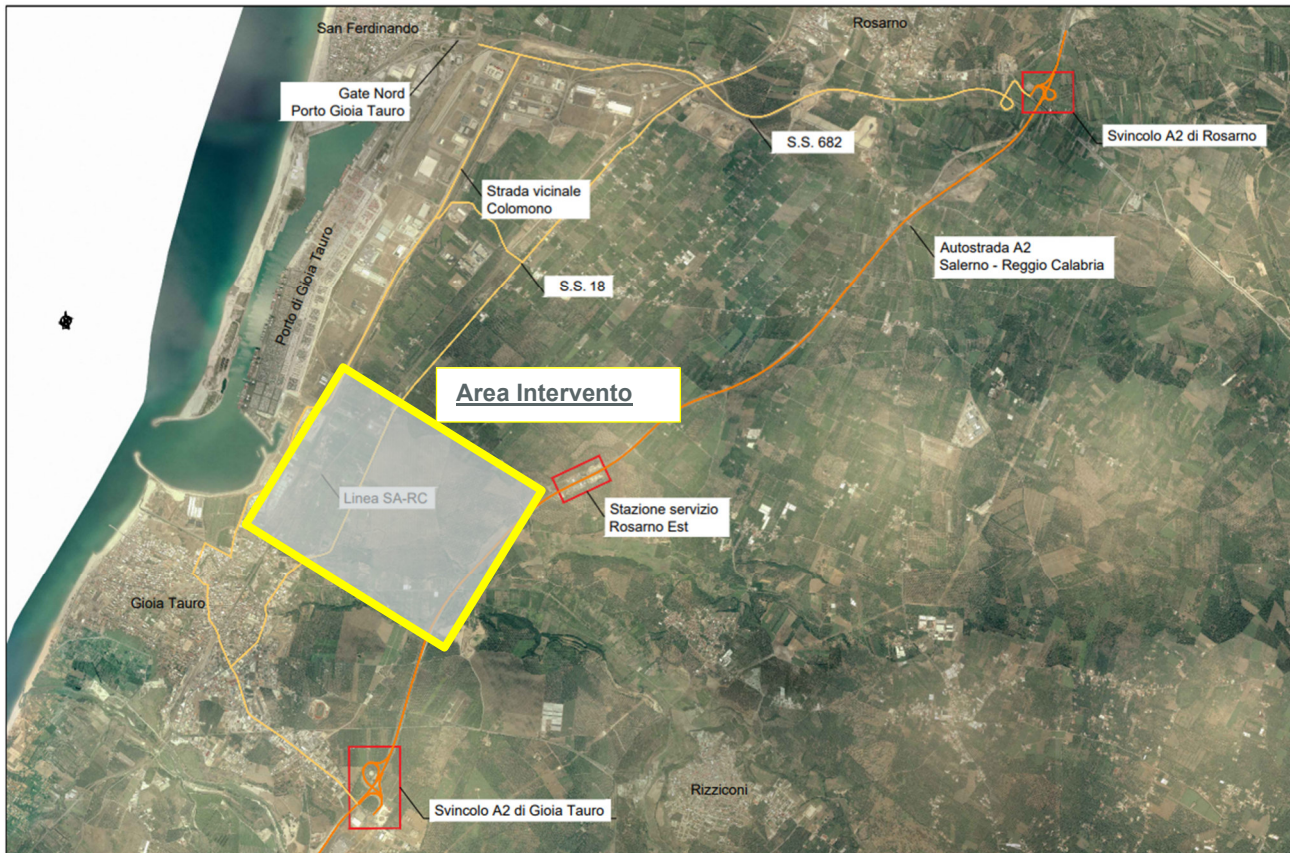 San Ferdinando
Rosarno
Gate Nord
Porto Gioia Tauro
Svincolo A2 di Rosarno
S.S. 682
Strada vicinale
Colomono
Autostrada A2
Salerno - Reggio Calabria
Porto di Gioia Tauro
S.S. 18
Area Intervento
Linea SA-RC
Stazione servizio
Rosarno Est
Gioia Tauro
Rizziconi
Svincolo A2 di Gioia Tauro